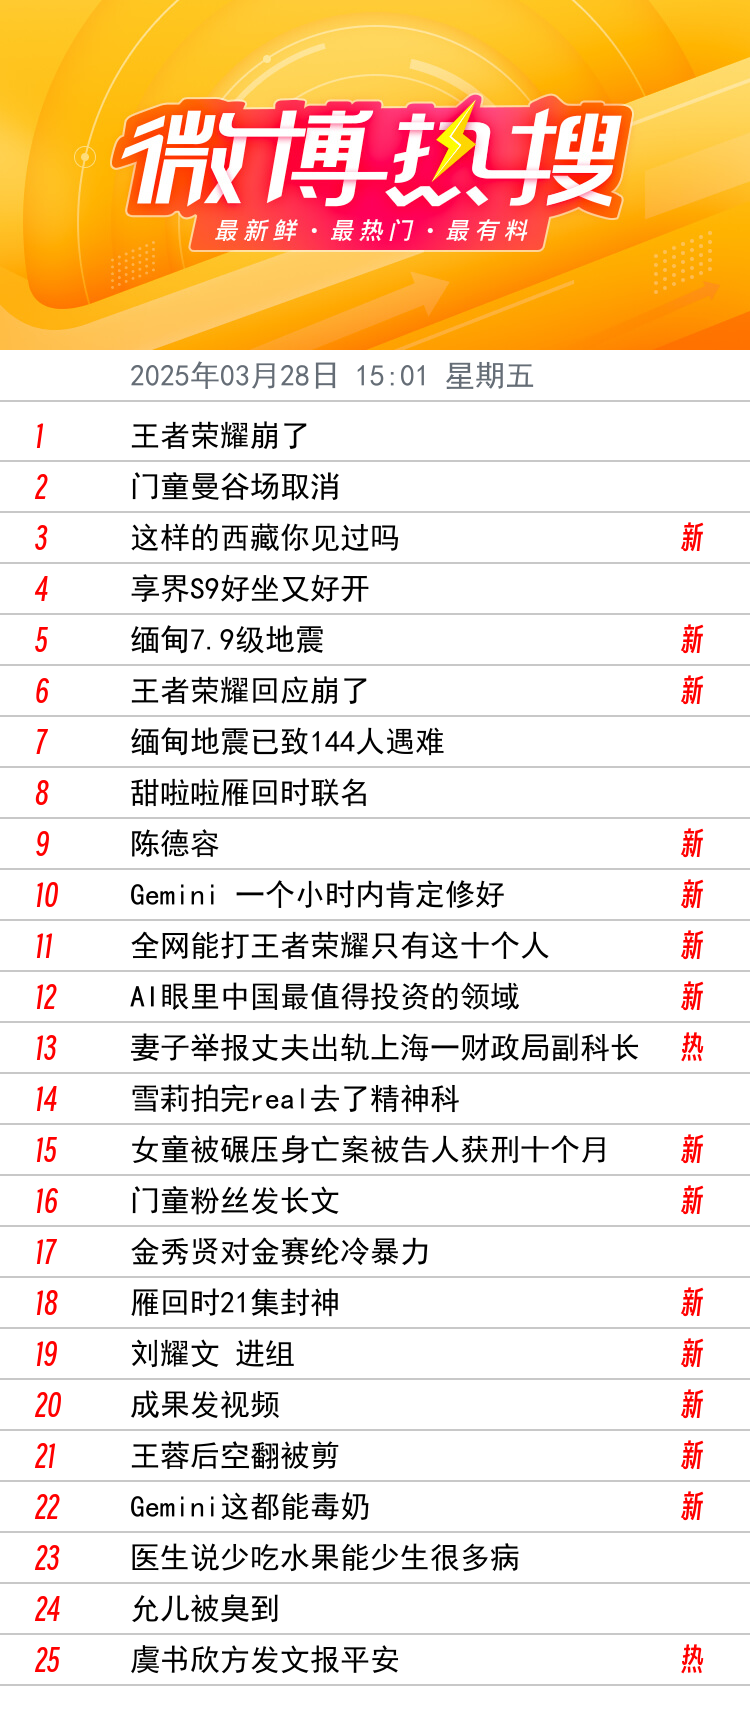 微博热搜
最新鲜·最热门·最有料
2025年03月28日 15:01 星期五
1 王者荣耀崩了
2 门童曼谷场取消
3 这样的西藏你见过吗 新
4 享界S9好坐又好开
5 缅甸7.9级地震 新
6 王者荣耀回应崩了 新
7 缅甸地震已致144人遇难
8 甜啦啦雁回时联名
9 陈德容 新
10 Gemini 一个小时内肯定修好 新
11 全网能打王者荣耀只有这十个人 新
12 AI眼里中国最值得投资的领域 新
13 妻子举报丈夫出轨上海一财政局副科长 热
14 雪莉拍完real去了精神科
15 女童被碾压身亡案被告人获刑十个月 新
16 门童粉丝发长文 新
17 金秀贤对金赛纶冷暴力
18 雁回时21集封神 新
19 刘耀文 进组 新
20 成果发视频 新
21 王蓉后空翻被剪 新
22 Gemini这都能毒奶 新
23 医生说少吃水果能少生很多病
24 允儿被臭到
25 虞书欣方发文报平安 热